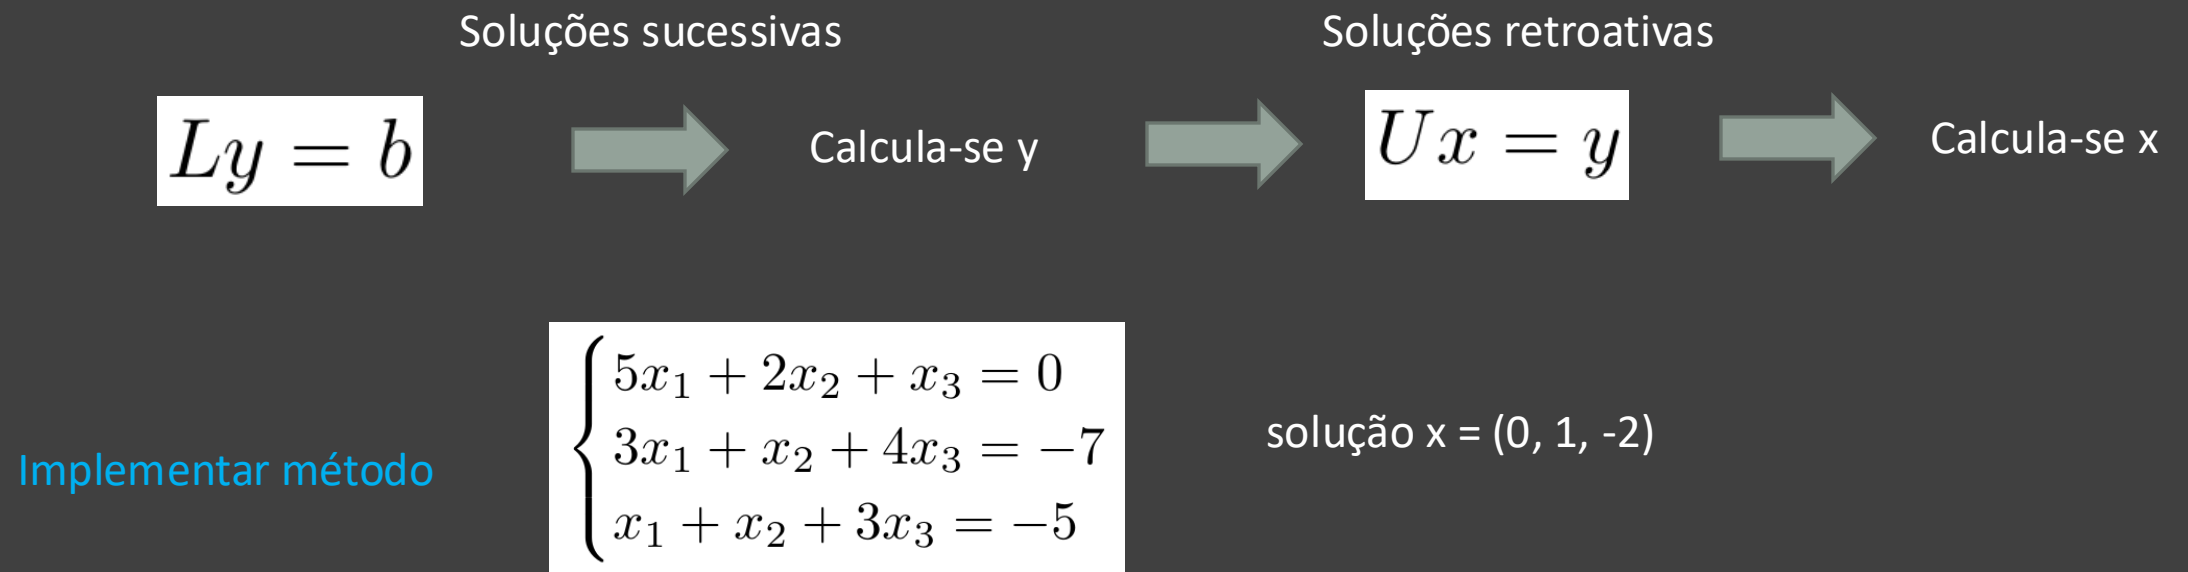 Soluções sucessivas
Soluções retroativas
Ly = b
Calcula-se y
Ux = y
Calcula-se x
5x₁ + 2x₂ + x₃ = 0
3x₁ + x₂ + 4x₃ = −7
x₁ + x₂ + 3x₃ = −5
solução x = (0, 1, -2)
Implementar método